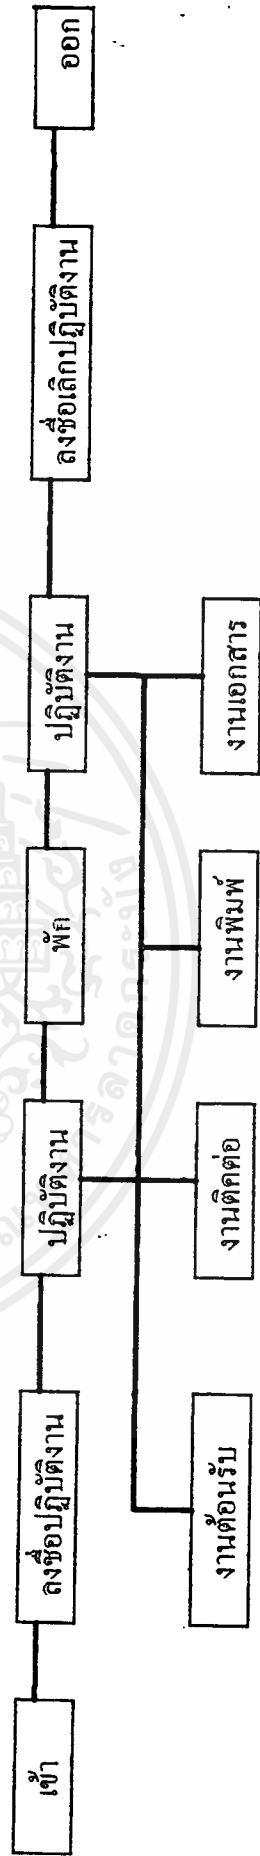 เข้า
ลงชื่อปฏิบัติงาน
ปฏิบัติงาน
พัก
ปฏิบัติงาน
ลงชื่อเลิกปฏิบัติงาน
ออก
งานต้อนรับ
งานติดต่อ
งานพิมพ์
งานเอกสาร